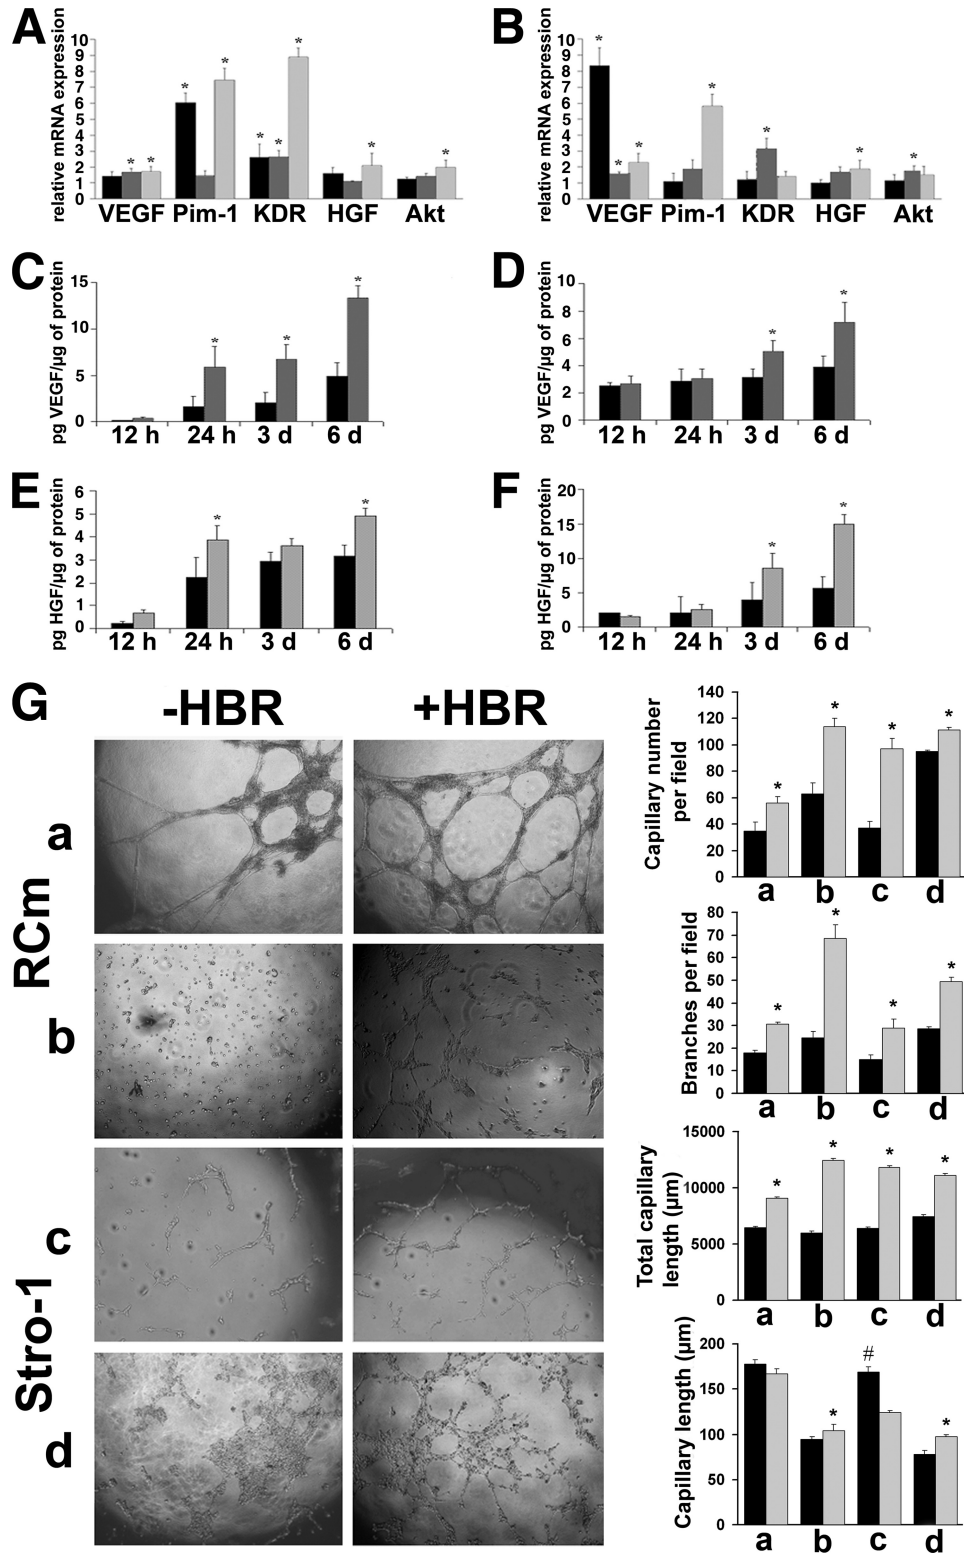 A
relative mRNA expression
10
9
8
7
6
5
4
3
2
1
0
* * * * * * * * *
VEGF Pim-1 KDR HGF Akt
B
relative mRNA expression
10
9
8
7
6
5
4
3
2
1
0
* * * * * * *
VEGF Pim-1 KDR HGF Akt
C
pg VEGF/µg of protein
15
10
5
0
* * *
12 h 24 h 3 d 6 d
D
pg VEGF/µg of protein
10
8
6
4
2
0
* *
12 h 24 h 3 d 6 d
E
pg HGF/µg of protein
6
5
4
3
2
1
0
* *
12 h 24 h 3 d 6 d
F
pg HGF/µg of protein
20
15
10
5
0
* *
12 h 24 h 3 d 6 d
G
-HBR +HBR
RCm
a
b
Stro-1
c
d
Capillary number
per field
140
120
100
80
60
40
20
0
* * * *
a b c d
Branches per field
80
70
60
50
40
30
20
10
0
* * * *
a b c d
Total capillary
length (µm)
15000
10000
5000
0
* * * *
a b c d
Capillary length (µm)
200
150
100
50
0
* # *
a b c d